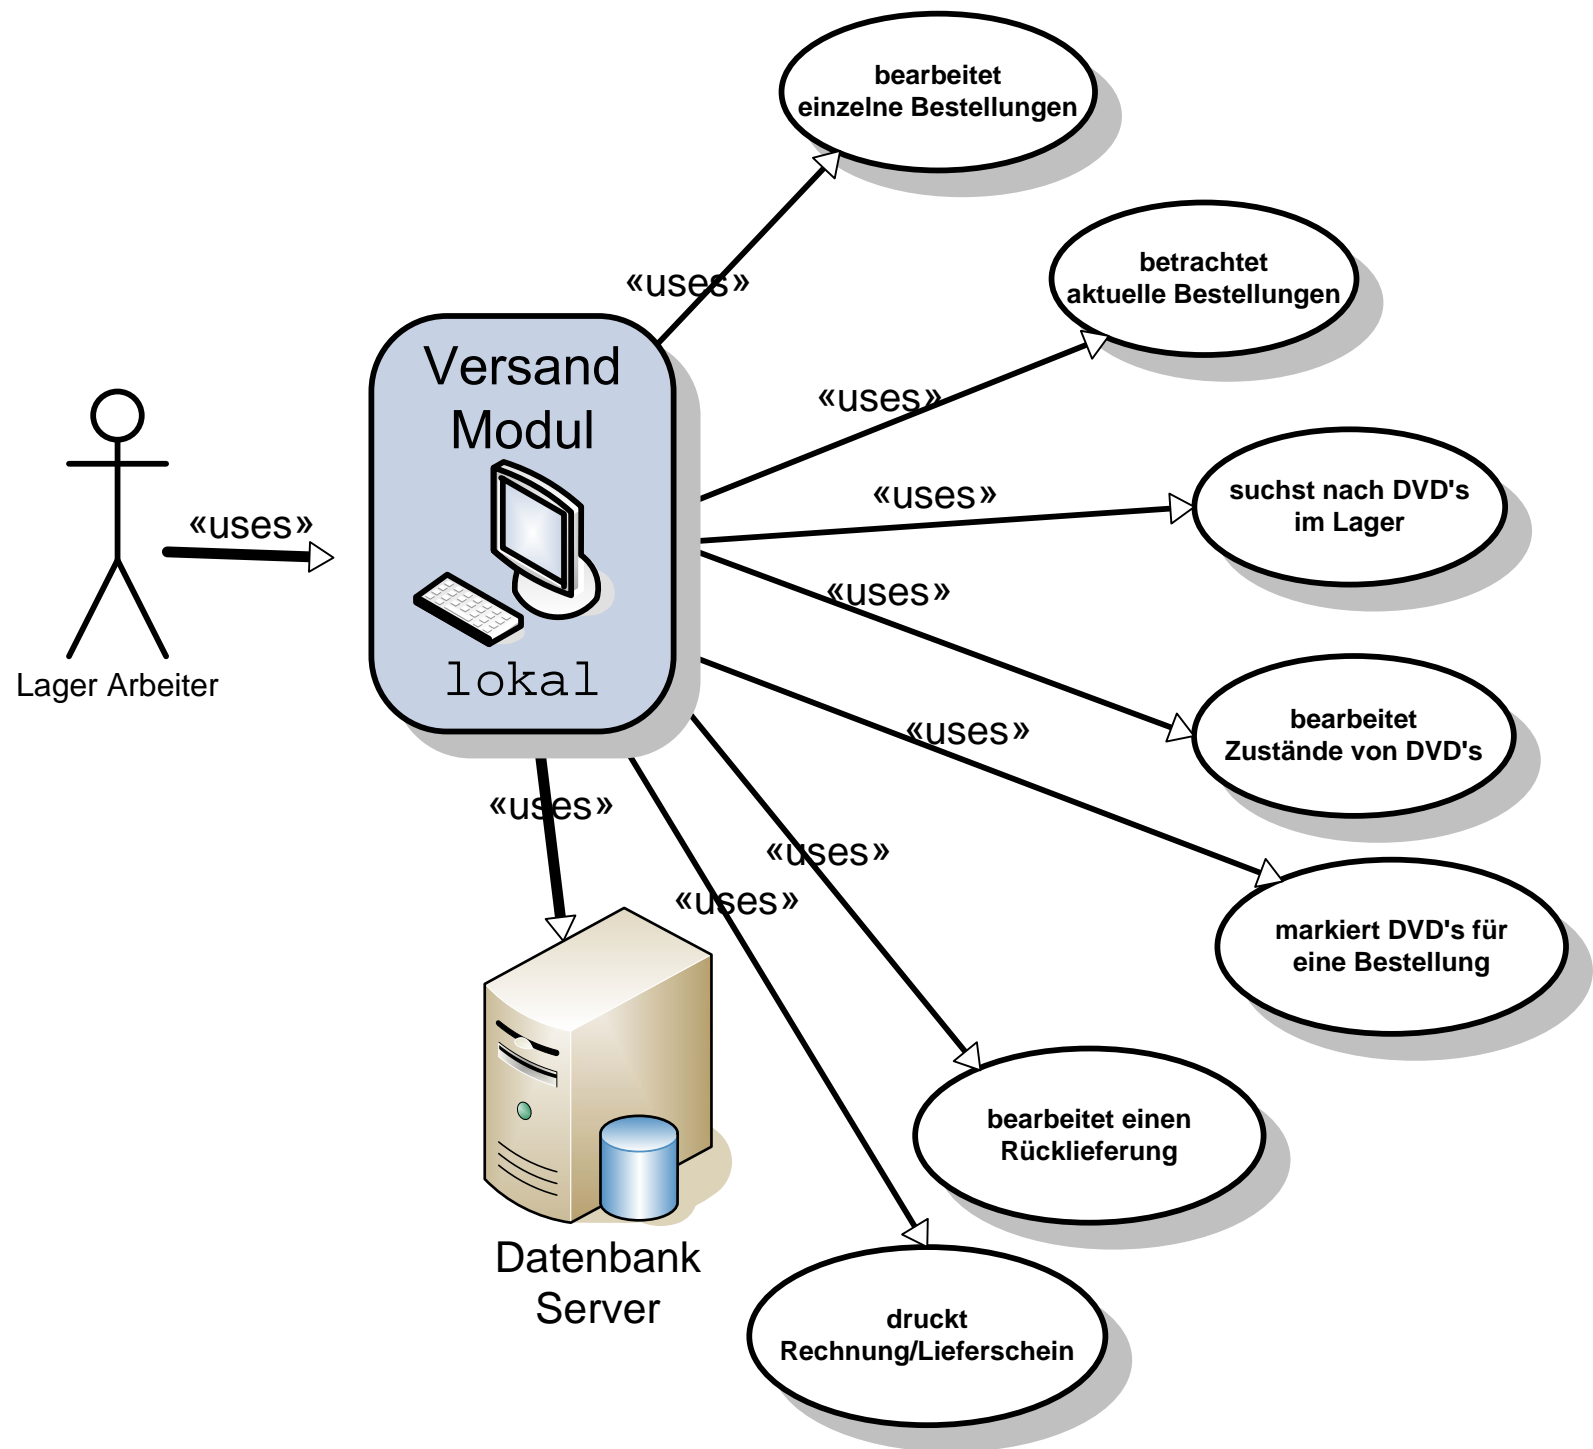 bearbeitet
einzelne Bestellungen
«uses»
betrachtet
aktuelle Bestellungen
«uses»
Versand
Modul
lokal
«uses»
Lager Arbeiter
«uses»
suchst nach DVD's
im Lager
«uses»
bearbeitet
Zustände von DVD's
«uses»
markiert DVD's für
eine Bestellung
«uses»
«uses»
«uses»
bearbeitet einen
Rücklieferung
Datenbank
Server
druckt
Rechnung/Lieferschein